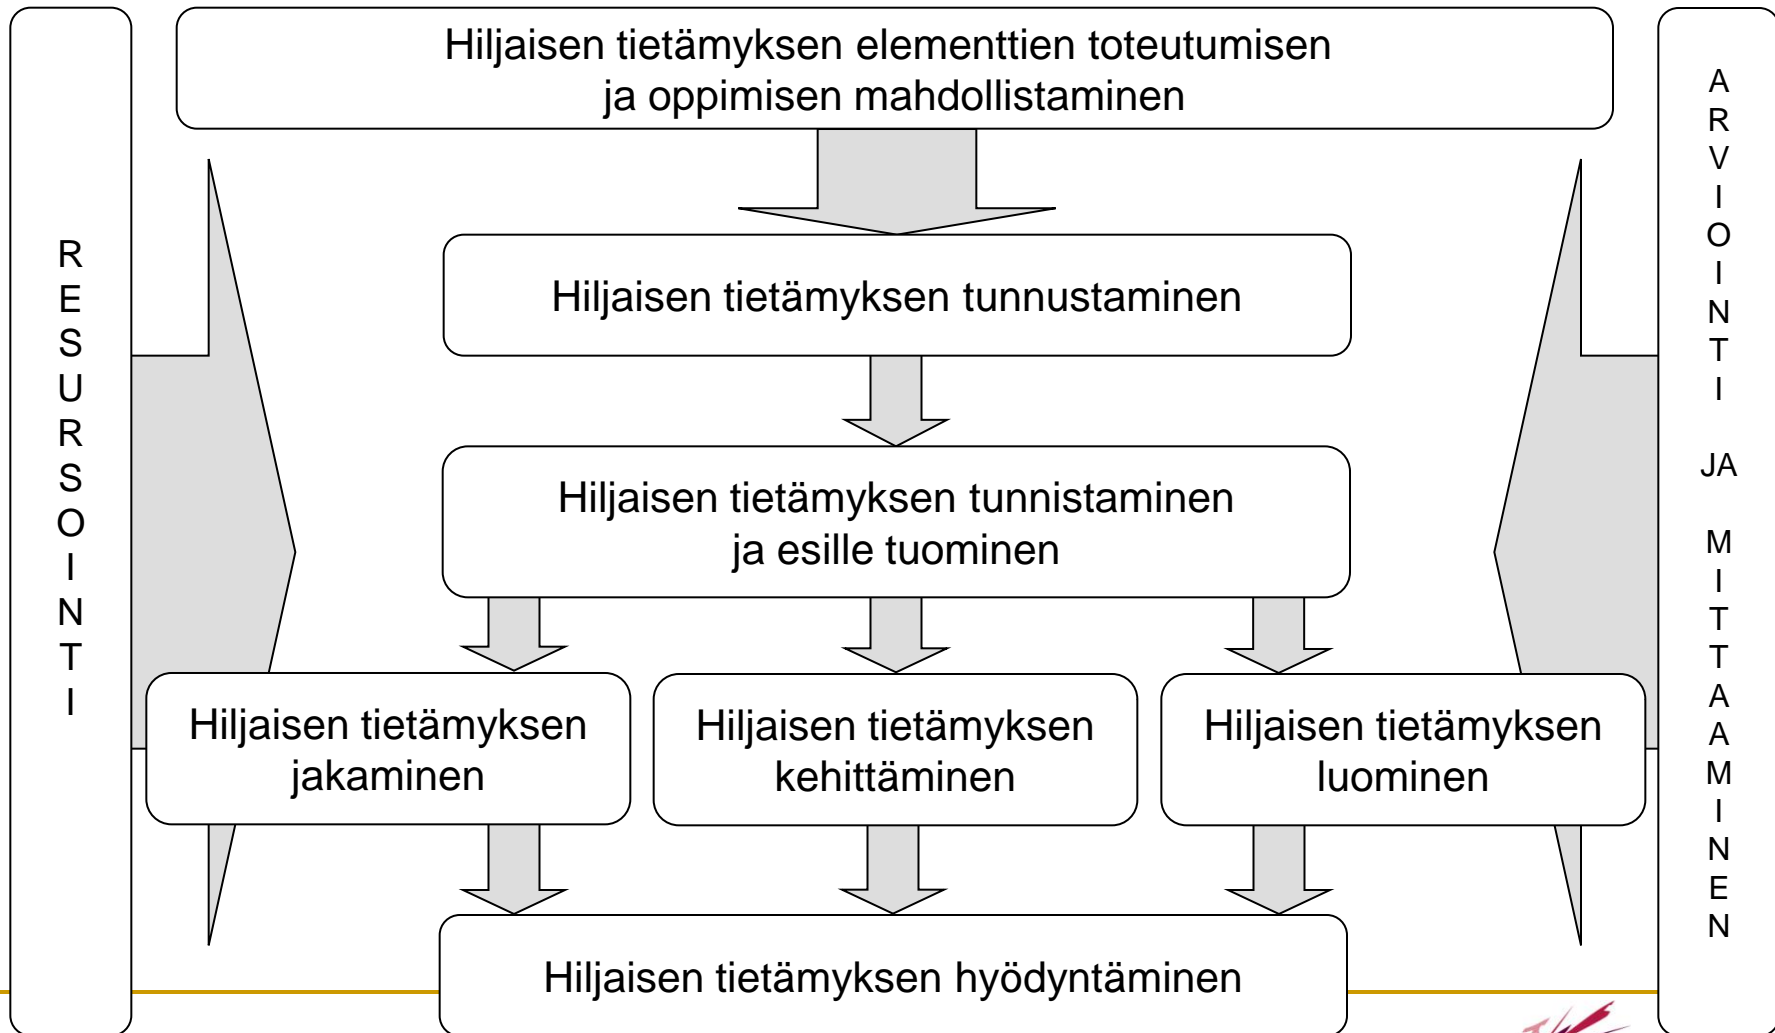 Hiljaisen tietämyksen elementtien toteutumisen
ja oppimisen mahdollistaminen
RESURSOINTI
Hiljaisen tietämyksen tunnustaminen
Hiljaisen tietämyksen tunnistaminen
ja esille tuominen
Hiljaisen tietämyksen
jakaminen
Hiljaisen tietämyksen
kehittäminen
Hiljaisen tietämyksen
luominen
Hiljaisen tietämyksen hyödyntäminen
ARVIOINTI JA MITTAAMINEN